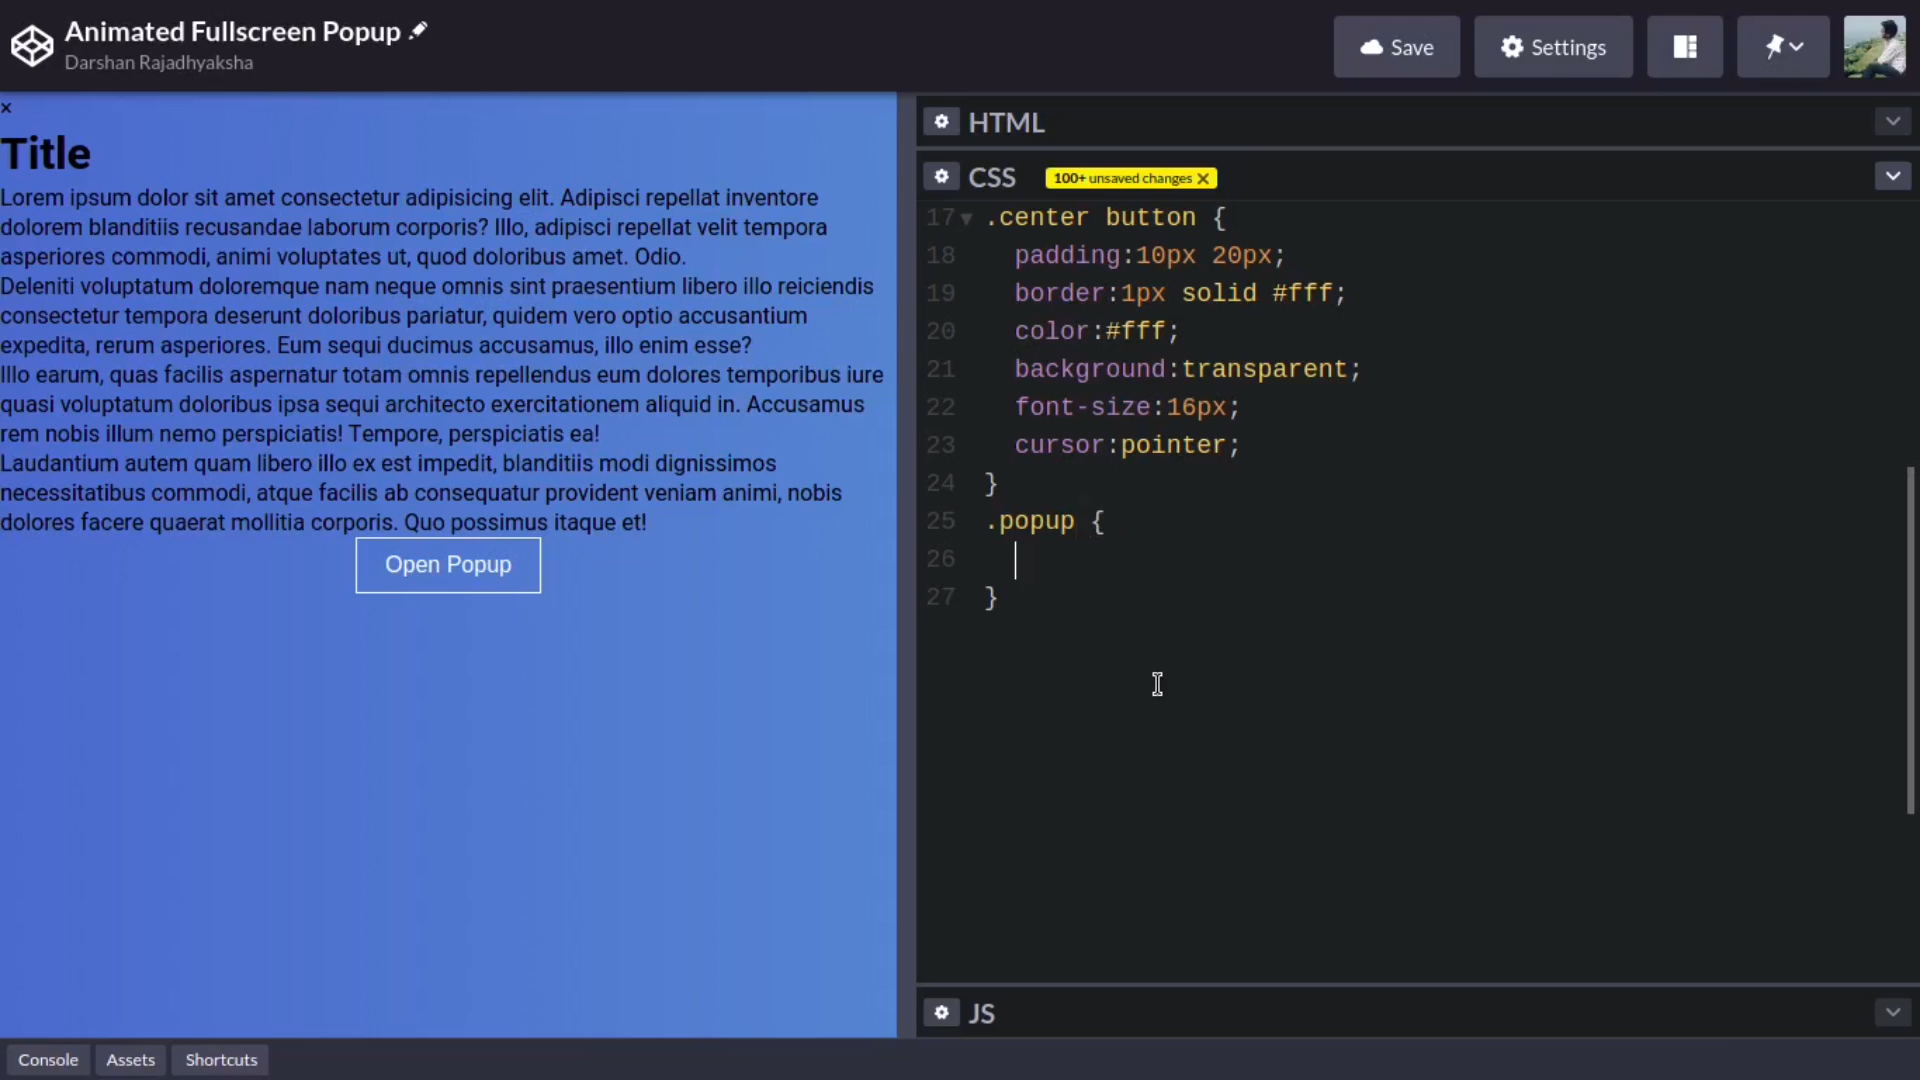 Animated Fullscreen Popup
Darshan Rajadhyaksha
Save
Settings
×
Title
Lorem ipsum dolor sit amet consectetur adipisicing elit. Adipisci repellat inventore
dolorem blanditiis recusandae laborum corporis? Illo, adipisci repellat velit tempora
asperiores commodi, animi voluptates ut, quod doloribus amet. Odio.
Deleniti voluptatum doloremque nam neque omnis sint praesentium libero illo reiciendis
consectetur tempora deserunt doloribus pariatur, quidem vero optio accusantium
expedita, rerum asperiores. Eum sequi ducimus accusamus, illo enim esse?
Illo earum, quas facilis aspernatur totam omnis repellendus eum dolores temporibus iure
quasi voluptatum doloribus ipsa sequi architecto exercitationem aliquid in. Accusamus
rem nobis illum nemo perspiciatis! Tempore, perspiciatis ea!
Laudantium autem quam libero illo ex est impedit, blanditiis modi dignissimos
necessitatibus commodi, atque facilis ab consequatur provident veniam animi, nobis
dolores facere quaerat mollitia corporis. Quo possimus itaque et!
Open Popup
HTML
CSS 100+ unsaved changes ×
17 .center button {
18 padding:10px 20px;
19 border:1px solid #fff;
20 color:#fff;
21 background:transparent;
22 font-size:16px;
23 cursor:pointer;
24 }
25 .popup {
26
27 }
JS
Console Assets Shortcuts